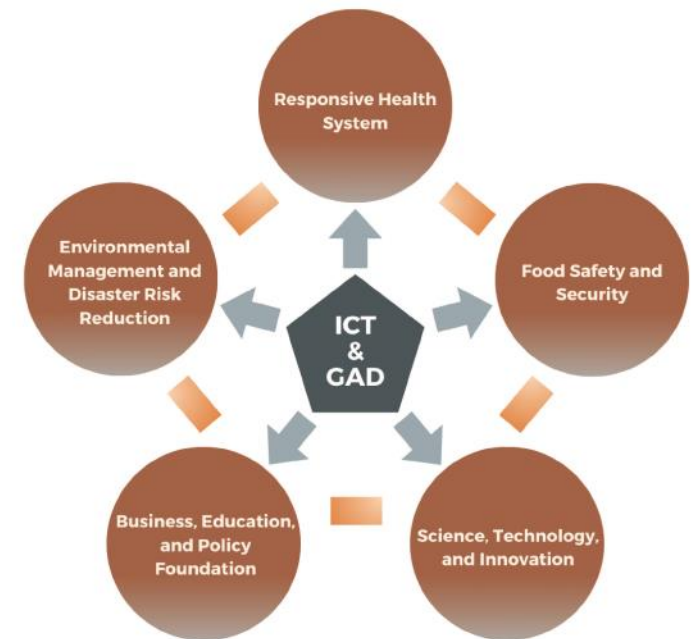 Responsive Health
System
Environmental
Management and
Disaster Risk
Reduction
Food Safety and
Security
ICT
&
GAD
Business, Education,
and Policy
Foundation
Science, Technology,
and Innovation